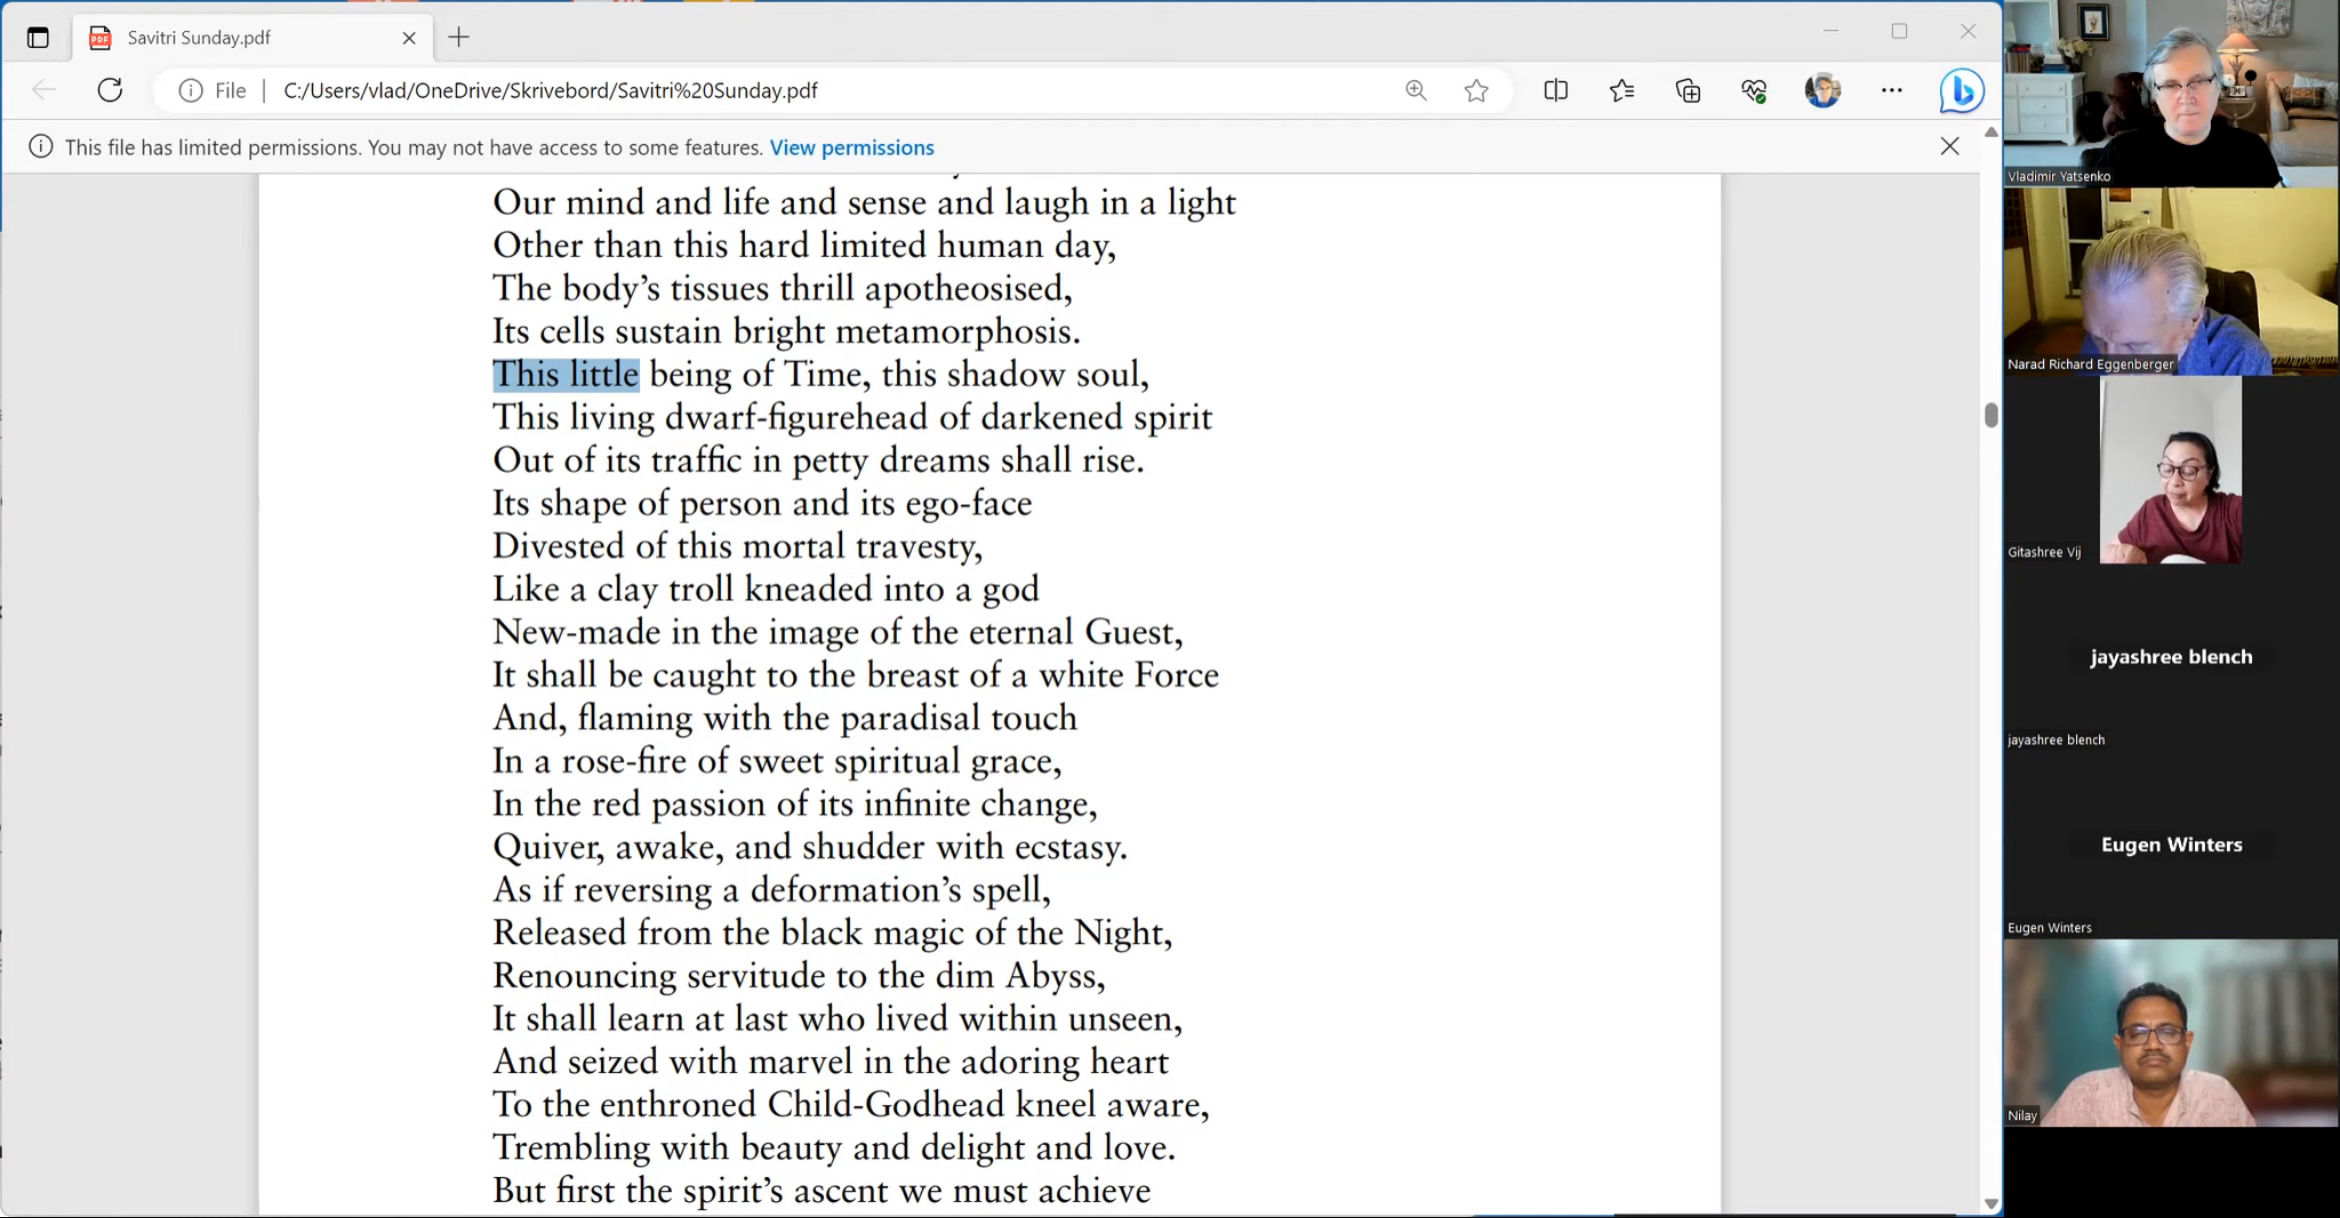 Savitri Sunday.pdf
File
C:/Users/vlad/OneDrive/Skrivebord/Savitri%20Sunday.pdf
This file has limited permissions. You may not have access to some features. View permissions
Our mind and life and sense and laugh in a light
Other than this hard limited human day,
The body’s tissues thrill apotheosised,
Its cells sustain bright metamorphosis.
This little being of Time, this shadow soul,
This living dwarf-figurehead of darkened spirit
Out of its traffic in petty dreams shall rise.
Its shape of person and its ego-face
Divested of this mortal travesty,
Like a clay troll kneaded into a god
New-made in the image of the eternal Guest,
It shall be caught to the breast of a white Force
And, flaming with the paradisal touch
In a rose-fire of sweet spiritual grace,
In the red passion of its infinite change,
Quiver, awake, and shudder with ecstasy.
As if reversing a deformation’s spell,
Released from the black magic of the Night,
Renouncing servitude to the dim Abyss,
It shall learn at last who lived within unseen,
And seized with marvel in the adoring heart
To the enthroned Child-Godhead kneel aware,
Trembling with beauty and delight and love.
But first the spirit’s ascent we must achieve
Vladimir Yatsenko
Narad Richard Eggenberger
Gitashree Vij
jayashree blench
jayashree blench
Eugen Winters
Eugen Winters
Nilay